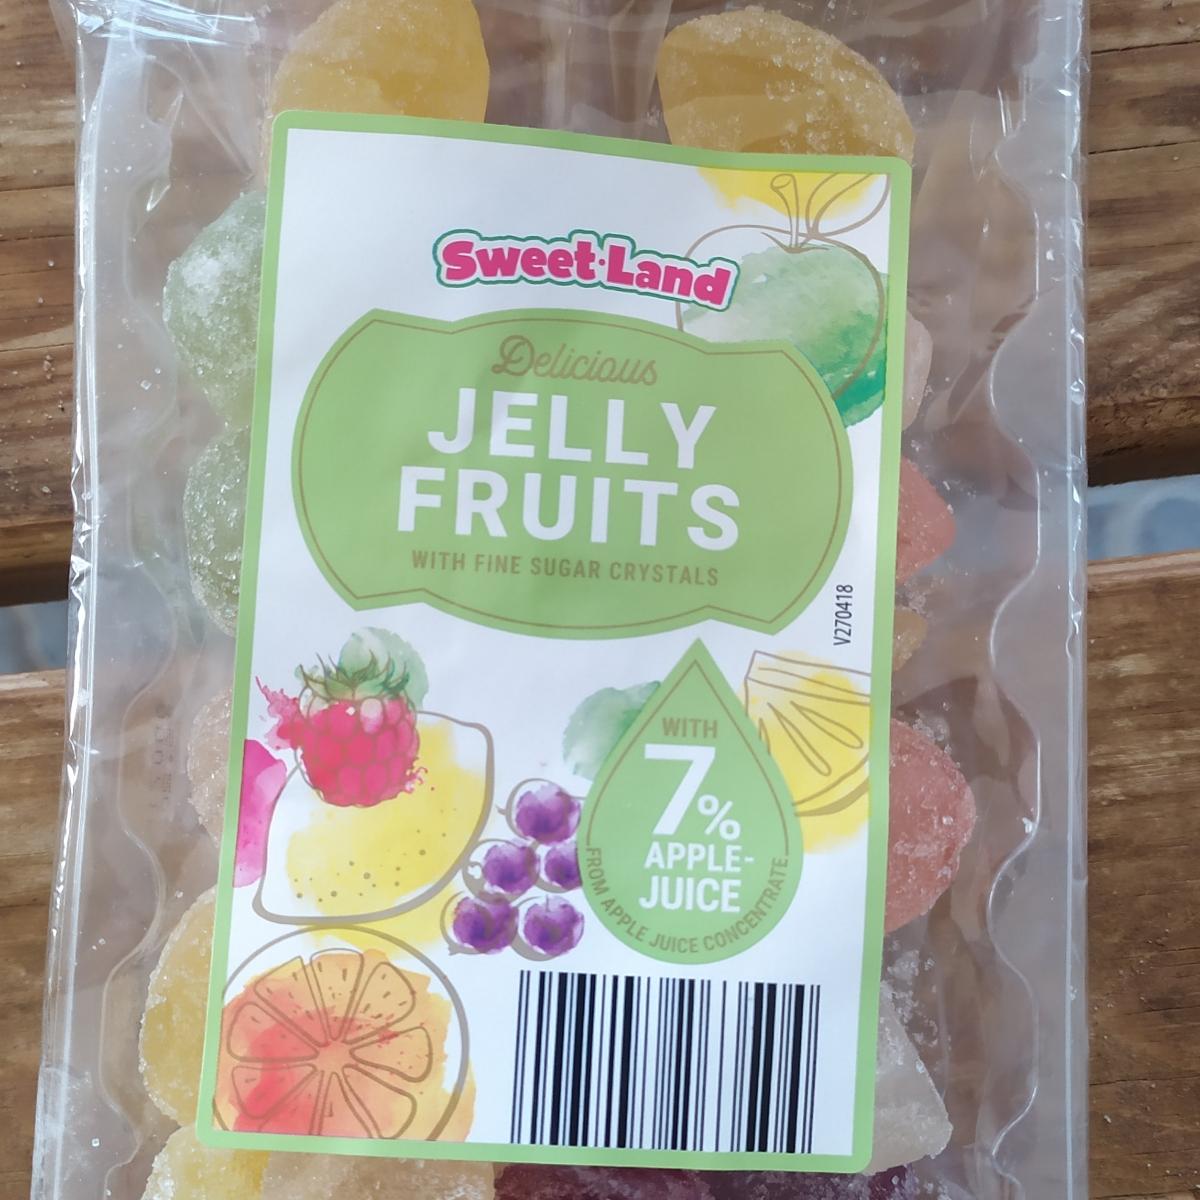 Sweet·Land
Delicious
JELLY
FRUITS
WITH FINE SUGAR CRYSTALS
V270418
WITH
7%
APPLE-
JUICE
FROM APPLE JUICE CONCENTRATE